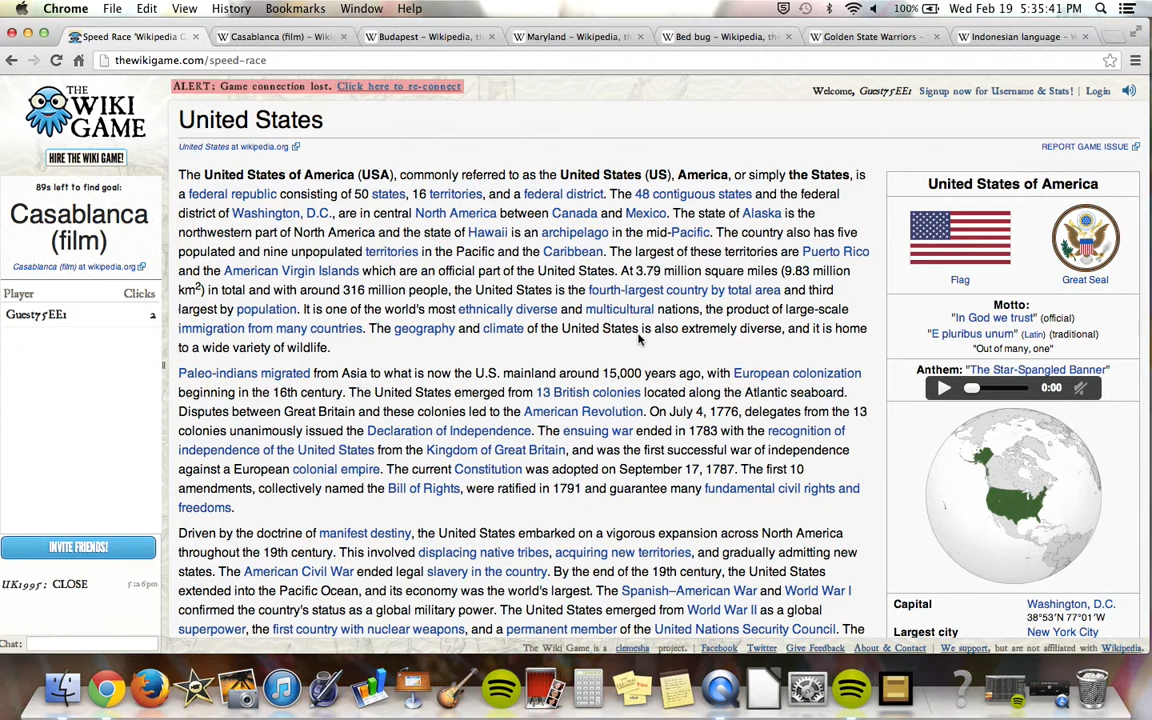 Chrome File Edit View History Bookmarks Window Help 100% Wed Feb 19 5:35:41 PM
Speed Race 'Wikipedia G Casablanca (film) – Wiki Budapest – Wikipedia, th Maryland – Wikipedia, th Bed bug – Wikipedia, the Golden State Warriors – Indonesian language – W
thewikigame.com/speed-race
ALERT: Game connection lost. Click here to re-connect
Welcome, Guest75EE1 Signup now for Username & Stats! | Login
THE WIKI GAME
HIRE THE WIKI GAME!
89s left to find goal:
Casablanca (film)
Casablanca (film) at wikipedia.org
Player Clicks
Guest75EE1 2
INVITE FRIENDS!
UK1995: CLOSE 5:26pm
Chat:
United States
United States at wikipedia.org
REPORT GAME ISSUE
The United States of America (USA), commonly referred to as the United States (US), America, or simply the States, is
a federal republic consisting of 50 states, 16 territories, and a federal district. The 48 contiguous states and the federal
district of Washington, D.C., are in central North America between Canada and Mexico. The state of Alaska is the
northwestern part of North America and the state of Hawaii is an archipelago in the mid-Pacific. The country also has five
populated and nine unpopulated territories in the Pacific and the Caribbean. The largest of these territories are Puerto Rico
and the American Virgin Islands which are an official part of the United States. At 3.79 million square miles (9.83 million
km2) in total and with around 316 million people, the United States is the fourth-largest country by total area and third
largest by population. It is one of the world's most ethnically diverse and multicultural nations, the product of large-scale
immigration from many countries. The geography and climate of the United States is also extremely diverse, and it is home
to a wide variety of wildlife.
Paleo-indians migrated from Asia to what is now the U.S. mainland around 15,000 years ago, with European colonization
beginning in the 16th century. The United States emerged from 13 British colonies located along the Atlantic seaboard.
Disputes between Great Britain and these colonies led to the American Revolution. On July 4, 1776, delegates from the 13
colonies unanimously issued the Declaration of Independence. The ensuing war ended in 1783 with the recognition of
independence of the United States from the Kingdom of Great Britain, and was the first successful war of independence
against a European colonial empire. The current Constitution was adopted on September 17, 1787. The first 10
amendments, collectively named the Bill of Rights, were ratified in 1791 and guarantee many fundamental civil rights and
freedoms.
Driven by the doctrine of manifest destiny, the United States embarked on a vigorous expansion across North America
throughout the 19th century. This involved displacing native tribes, acquiring new territories, and gradually admitting new
states. The American Civil War ended legal slavery in the country. By the end of the 19th century, the United States
extended into the Pacific Ocean, and its economy was the world's largest. The Spanish–American War and World War I
confirmed the country's status as a global military power. The United States emerged from World War II as a global
superpower, the first country with nuclear weapons, and a permanent member of the United Nations Security Council. The
United States of America
Flag Great Seal
Motto:
"In God we trust" (official)
"E pluribus unum" (Latin) (traditional)
"Out of many, one"
Anthem: "The Star-Spangled Banner"
0:00
Capital Washington, D.C.
38°53′N 77°01′W
Largest city New York City
The Wiki Game is a clemesha project. | Facebook Twitter Give Feedback About & Contact | We support, but are not affiliated with Wikipedia.